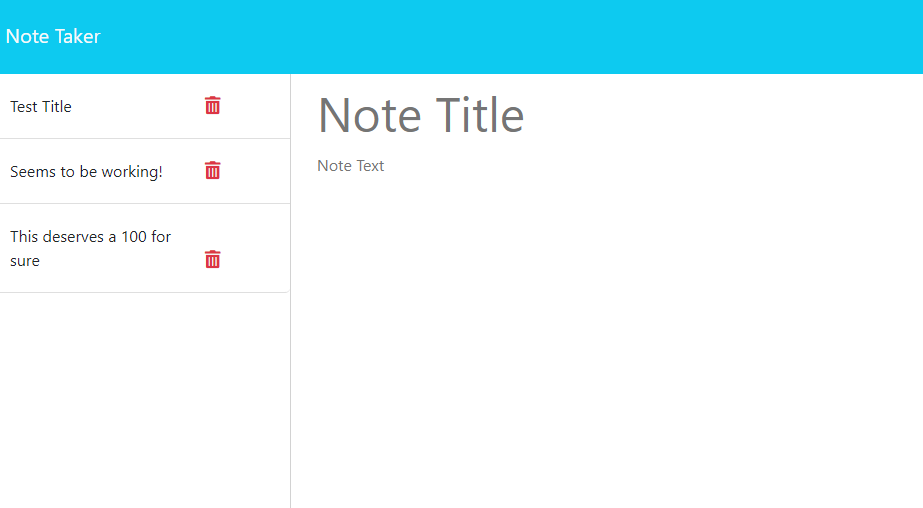 Note Taker
Test Title
Seems to be working!
This deserves a 100 for
sure
Note Title
Note Text